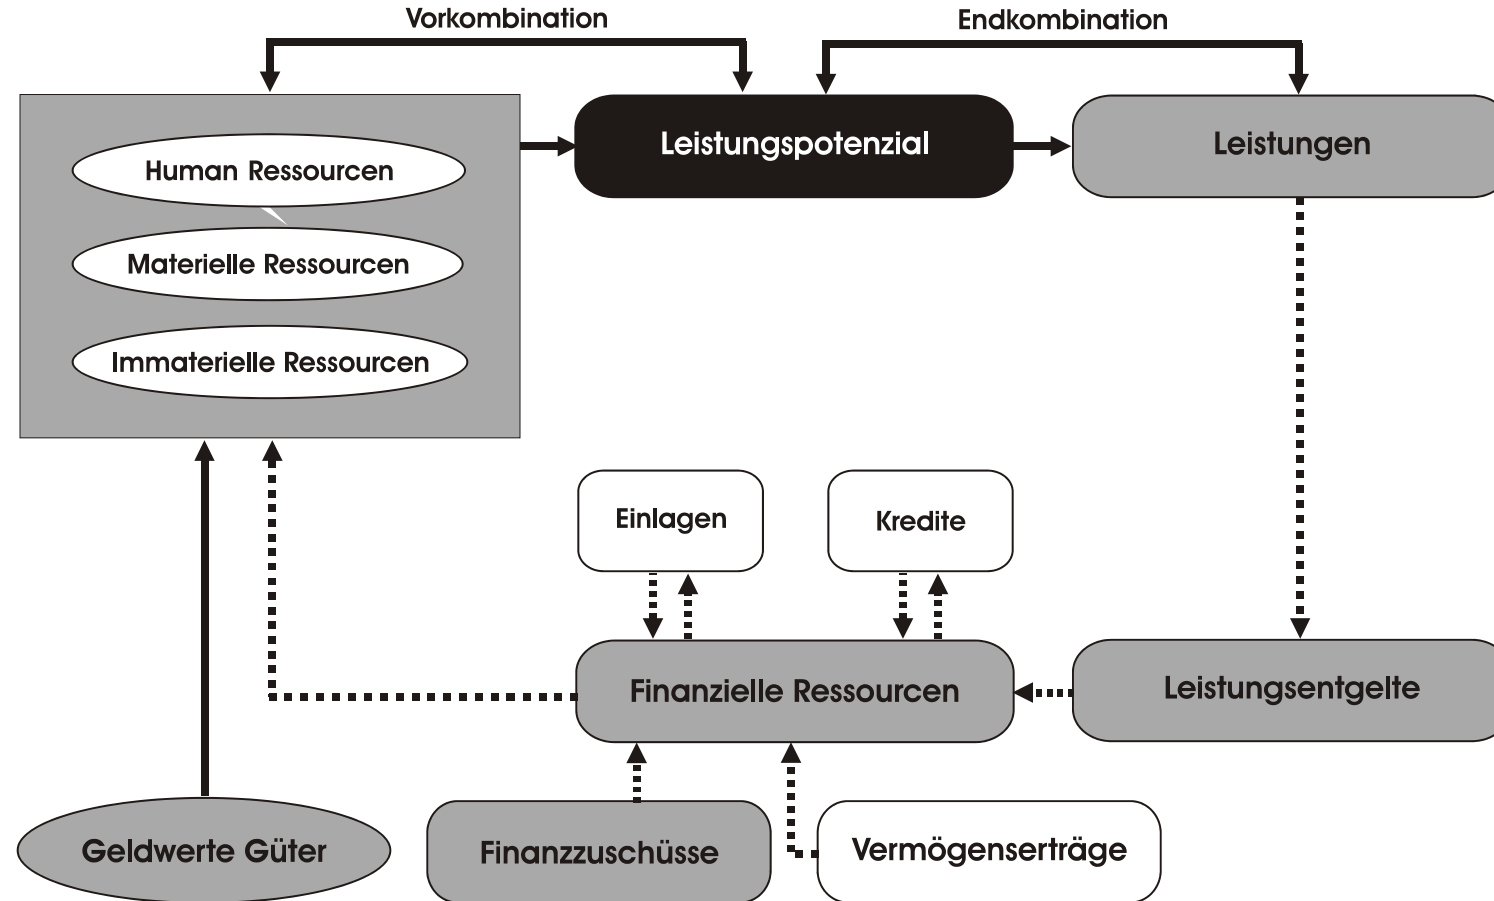 Vorkombination
Endkombination
Leistungspotenzial
Leistungen
Human Ressourcen
Materielle Ressourcen
Immaterielle Ressourcen
Einlagen
Kredite
Finanzielle Ressourcen
Leistungsentgelte
Geldwerte Güter
Finanzzuschüsse
Vermögenserträge